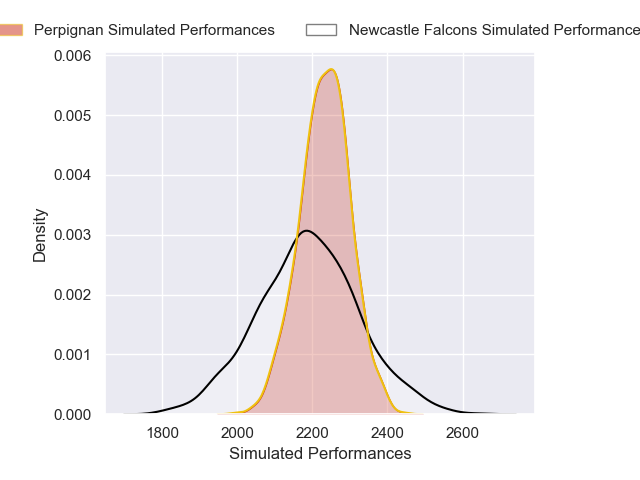 Perpignan Simulated Performances
Newcastle Falcons Simulated Performance
0.006
0.005
0.004
0.003
0.002
0.001
0.000
Density
1800 2000 2200 2400 2600
Simulated Performances